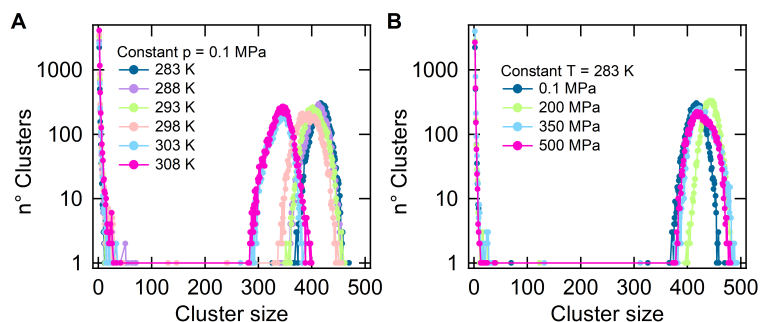 A
Constant p = 0.1 MPa
283 K
288 K
293 K
298 K
303 K
308 K
n° Clusters
1000
100
10
1
0
100
200
300
400
500
Cluster size
B
Constant T = 283 K
0.1 MPa
200 MPa
350 MPa
500 MPa
n° Clusters
1000
100
10
1
0
100
200
300
400
500
Cluster size